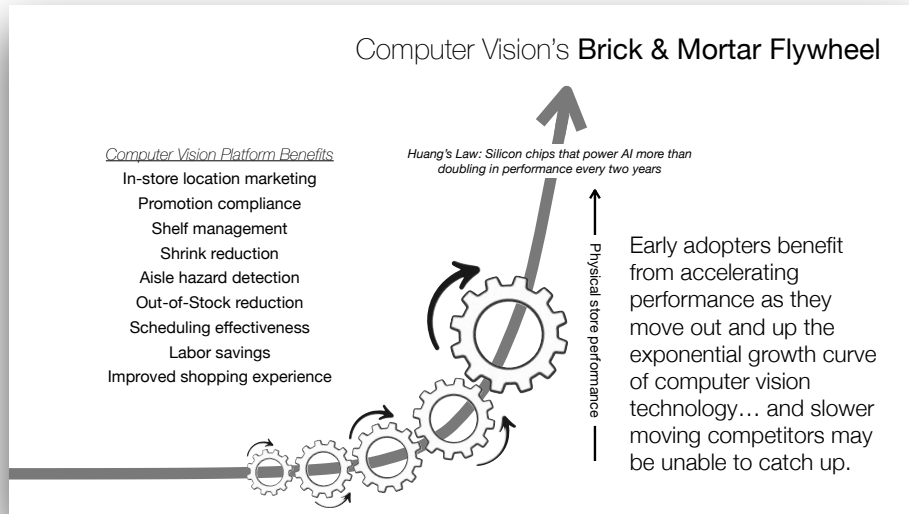 Computer Vision's Brick & Mortar Flywheel
Computer Vision Platform Benefits
In-store location marketing
Promotion compliance
Shelf management
Shrink reduction
Aisle hazard detection
Out-of-Stock reduction
Scheduling effectiveness
Labor savings
Improved shopping experience
Huang's Law: Silicon chips that power AI more than
doubling in performance every two years
Physical store performance
Early adopters benefit
from accelerating
performance as they
move out and up the
exponential growth curve
of computer vision
technology… and slower
moving competitors may
be unable to catch up.